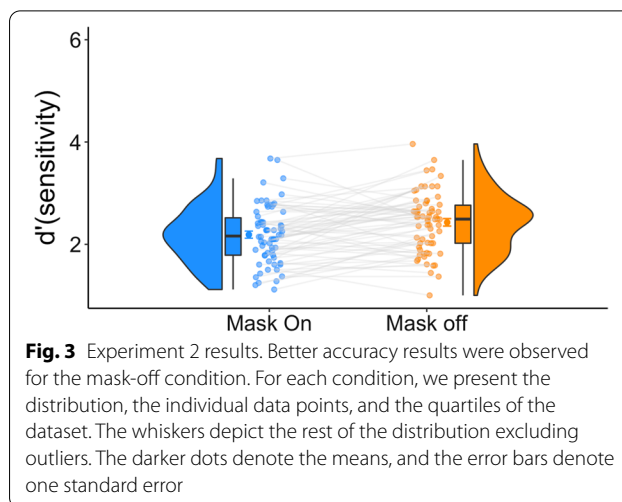 6
4
2
d'(sensitivity)
Mask On Mask off
Fig. 3 Experiment 2 results. Better accuracy results were observed
for the mask-off condition. For each condition, we present the
distribution, the individual data points, and the quartiles of the
dataset. The whiskers depict the rest of the distribution excluding
outliers. The darker dots denote the means, and the error bars denote
one standard error